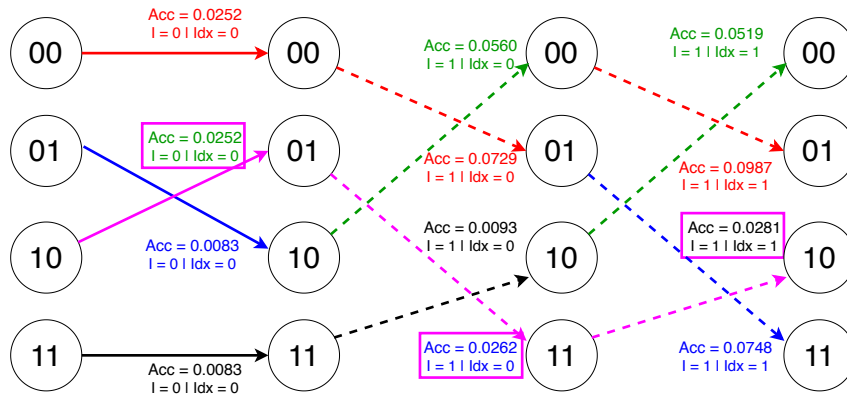 Acc = 0.0252
I = 0 | Idx = 0
Acc = 0.0560
I = 1 | Idx = 0
Acc = 0.0519
I = 1 | Idx = 1
00
00
00
00
Acc = 0.0252
I = 0 | Idx = 0
01
01
01
01
Acc = 0.0729
I = 1 | Idx = 0
Acc = 0.0987
I = 1 | Idx = 1
Acc = 0.0083
I = 0 | Idx = 0
Acc = 0.0093
I = 1 | Idx = 0
Acc = 0.0281
I = 1 | Idx = 1
10
10
10
10
Acc = 0.0262
I = 1 | Idx = 0
Acc = 0.0748
I = 1 | Idx = 1
11
11
11
11
Acc = 0.0083
I = 0 | Idx = 0